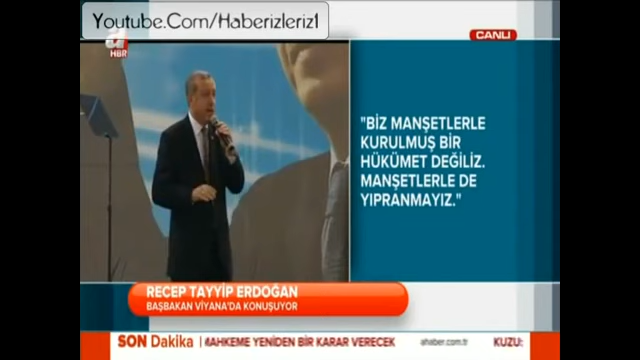 Youtube.Com/Haberizleriz1
a
HBR
CANLI
"BİZ MANŞETLERLE
KURULMUŞ BİR
HÜKÜMET DEĞİLİZ.
MANŞETLERLE DE
YIPRANMAYIZ."
RECEP TAYYİP ERDOĞAN
BAŞBAKAN VİYANA'DA KONUŞUYOR
SON Dakika
MAHKEME YENİDEN BİR KARAR VERECEK
ahaber.com.tr
KUZU: